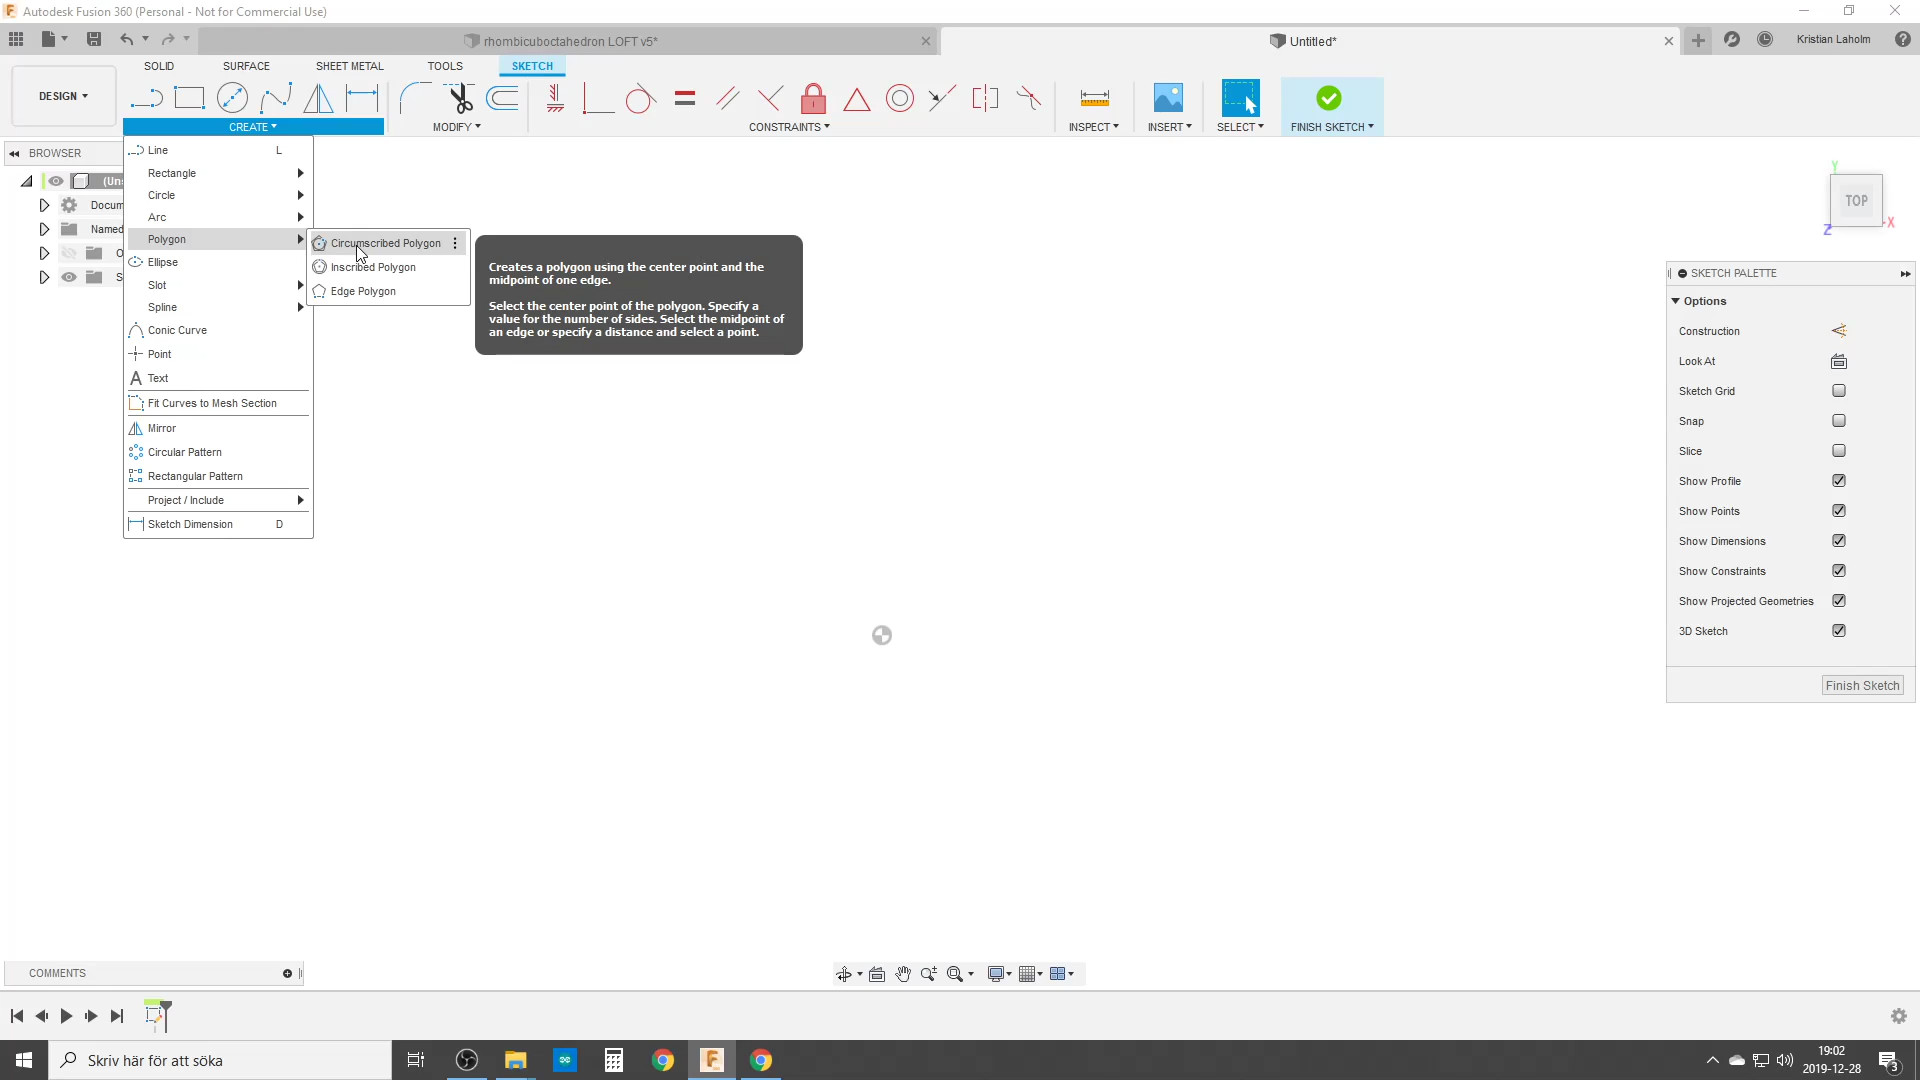 Autodesk Fusion 360 (Personal - Not for Commercial Use)
rhombicuboctahedron LOFT v5*
Untitled*
Kristian Laholm
SOLID
SURFACE
SHEET METAL
TOOLS
SKETCH
DESIGN
CREATE
MODIFY
CONSTRAINTS
INSPECT
INSERT
SELECT
FINISH SKETCH
BROWSER
(Uns
Docum
Named
O
S
Line L
Rectangle
Circle
Arc
Polygon
Ellipse
Slot
Spline
Conic Curve
Point
Text
Fit Curves to Mesh Section
Mirror
Circular Pattern
Rectangular Pattern
Project / Include
Sketch Dimension D
Circumscribed Polygon
Inscribed Polygon
Edge Polygon
Creates a polygon using the center point and the
midpoint of one edge.
Select the center point of the polygon. Specify a
value for the number of sides. Select the midpoint of
an edge or specify a distance and select a point.
Y
TOP
Z
X
SKETCH PALETTE
Options
Construction
Look At
Sketch Grid
Snap
Slice
Show Profile
Show Points
Show Dimensions
Show Constraints
Show Projected Geometries
3D Sketch
Finish Sketch
COMMENTS
Skriv här för att söka
19:02
2019-12-28
3